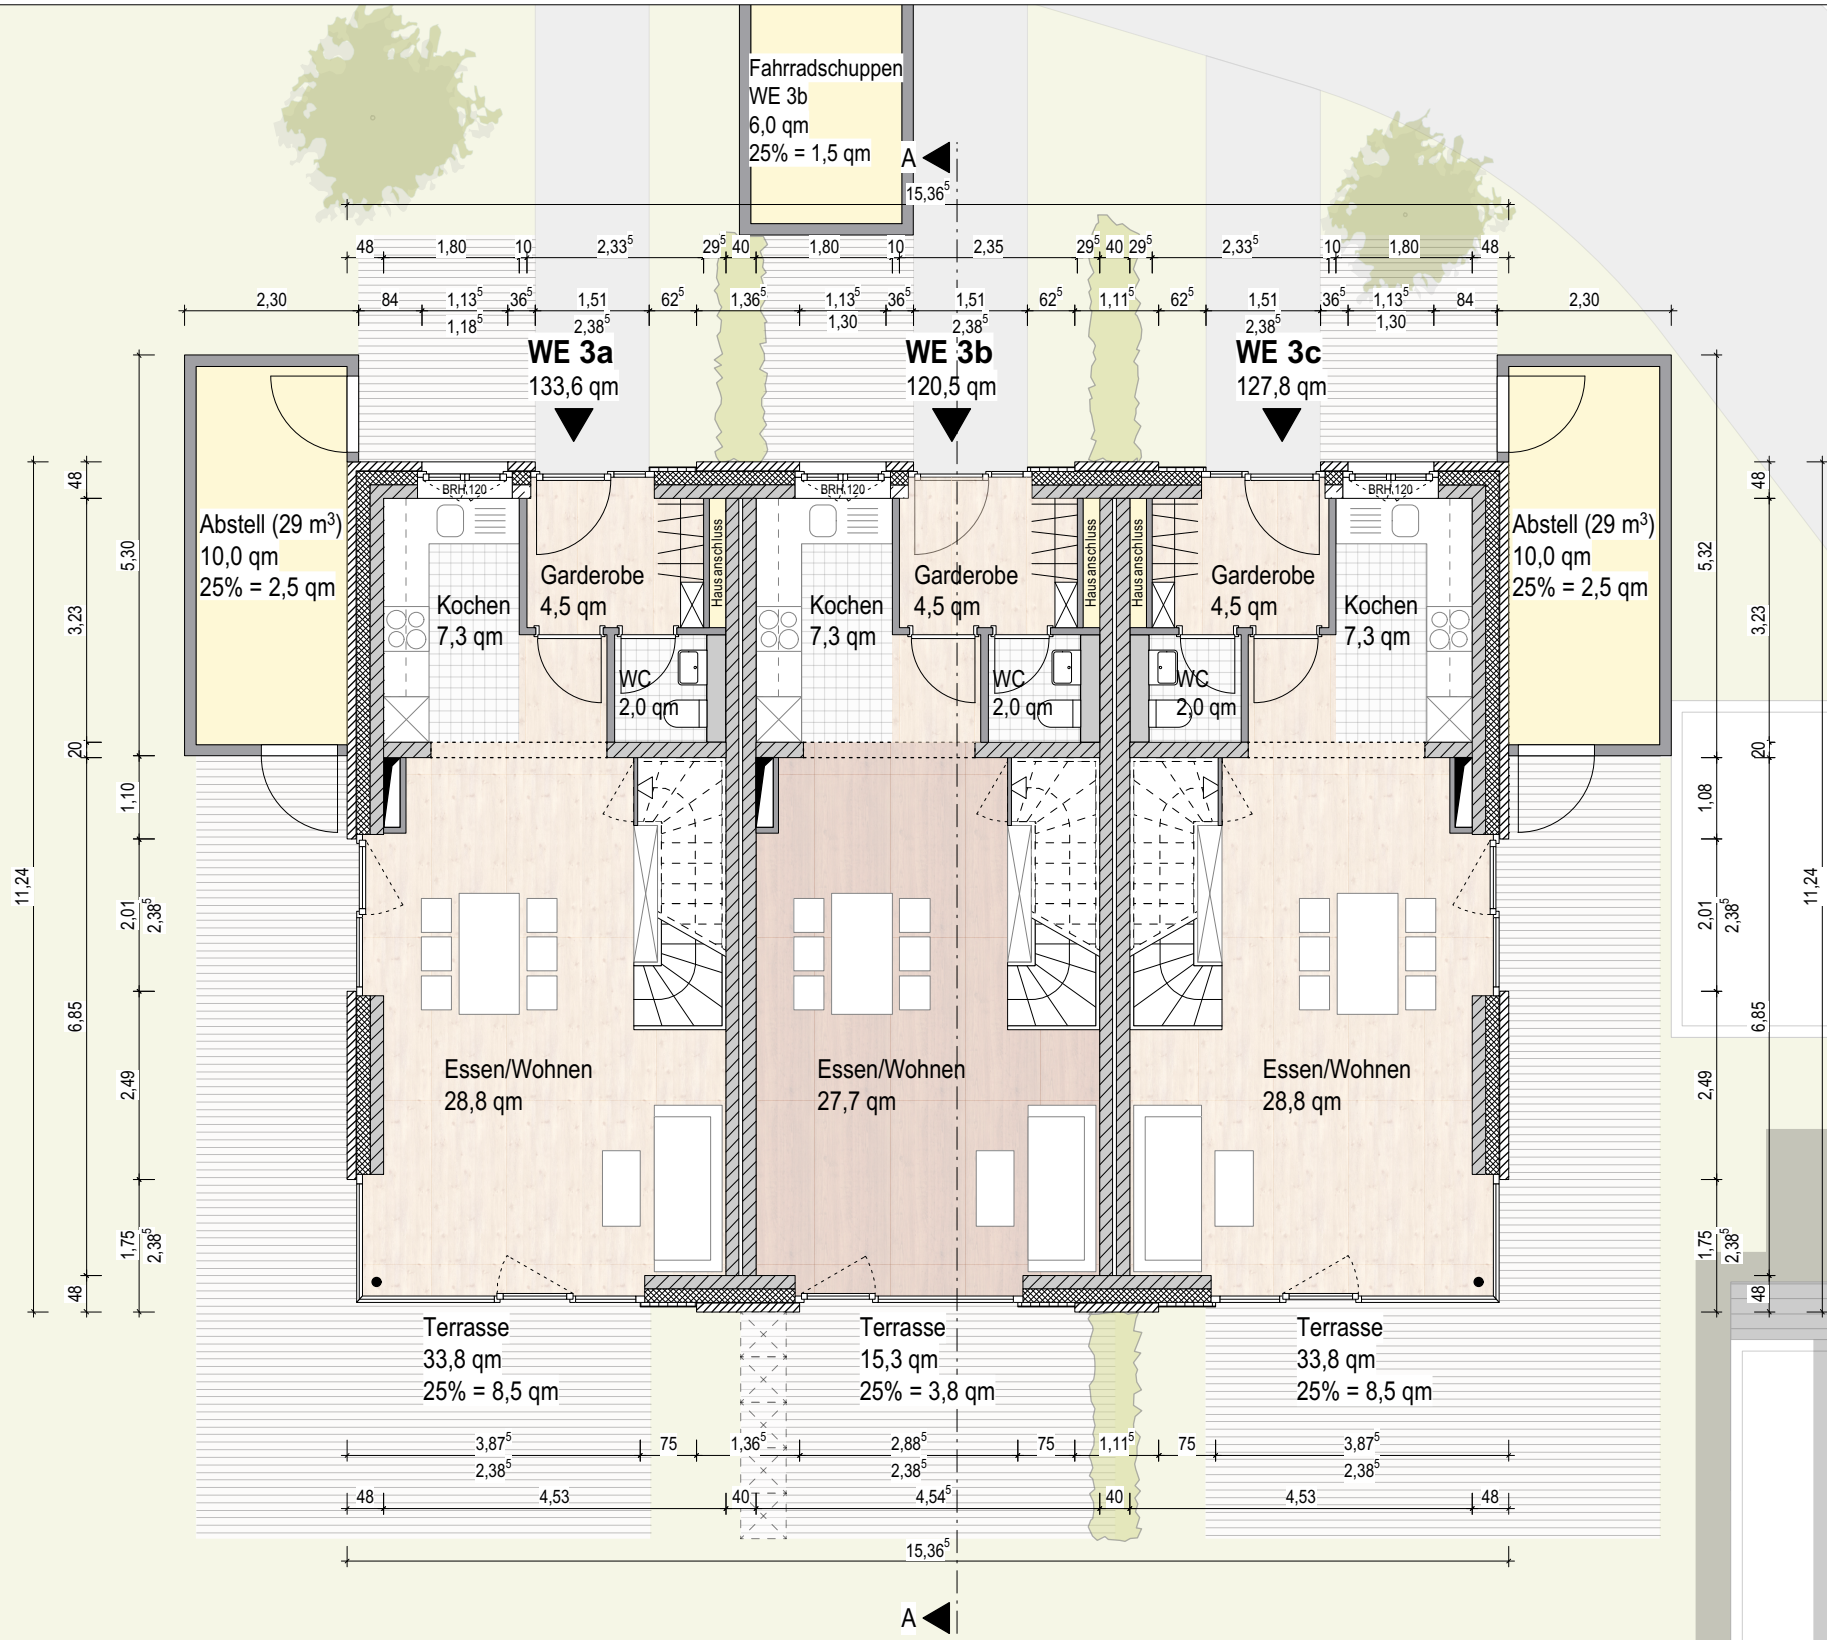 Fahrradschuppen
WE 3b
6,0 qm
25% = 1,5 qm
A
15,36⁵
48 1,80 10 2,33⁵ 29⁵ 40 1,80 10 2,35 29⁵ 40 29⁵ 2,33⁵ 10 1,80 48
2,30 84 1,13⁵ 36⁵ 1,51 62⁵ 1,36⁵ 1,13⁵ 36⁵ 1,51 62⁵ 1,11⁵ 62⁵ 1,51 36⁵ 1,13⁵ 84 2,30
1,18⁵ 2,38⁵ 1,30 2,38⁵ 2,38⁵ 1,30
WE 3a
133,6 qm
WE 3b
120,5 qm
WE 3c
127,8 qm
BRH 120
BRH 120
BRH 120
Abstell (29 m³)
10,0 qm
25% = 2,5 qm
Kochen
7,3 qm
Garderobe
4,5 qm
Hausanschluss
WC
2,0 qm
Kochen
7,3 qm
Garderobe
4,5 qm
Hausanschluss
WC
2,0 qm
Hausanschluss
Garderobe
4,5 qm
WC
2,0 qm
Kochen
7,3 qm
Abstell (29 m³)
10,0 qm
25% = 2,5 qm
11,24
48
3,23
20
6,85
48
5,30
1,10
2,01
2,38⁵
2,49
1,75
2,38⁵
5,32
1,08
2,01
2,38⁵
2,49
1,75
2,38⁵
48
3,23
20
6,85
48
11,24
Essen/Wohnen
28,8 qm
Essen/Wohnen
27,7 qm
Essen/Wohnen
28,8 qm
Terrasse
33,8 qm
25% = 8,5 qm
Terrasse
15,3 qm
25% = 3,8 qm
Terrasse
33,8 qm
25% = 8,5 qm
3,87⁵ 75 1,36⁵ 2,88⁵ 75 1,11⁵ 75 3,87⁵
2,38⁵ 2,38⁵ 2,38⁵
48 4,53 40 4,54⁵ 40 4,53 48
15,36⁵
A